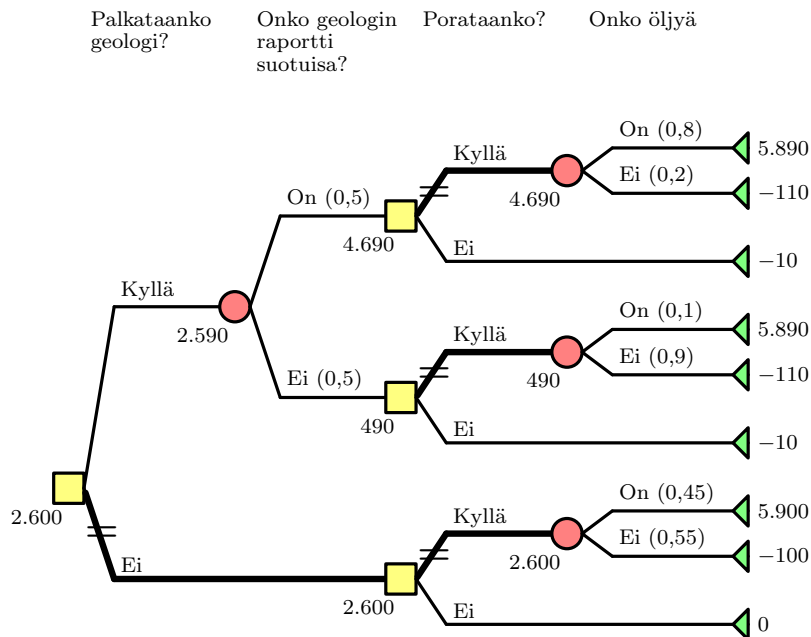 Palkataanko
geologi?
Onko geologin
raportti
suotuisa?
Porataanko?
Onko öljyä
On (0,8)
5.890
Kyllä
Ei (0,2)
−110
4.690
On (0,5)
4.690
Ei
−10
Kyllä
2.590
On (0,1)
5.890
Kyllä
Ei (0,9)
−110
490
Ei (0,5)
490
Ei
−10
2.600
On (0,45)
5.900
Kyllä
Ei (0,55)
−100
2.600
Ei
2.600
Ei
0